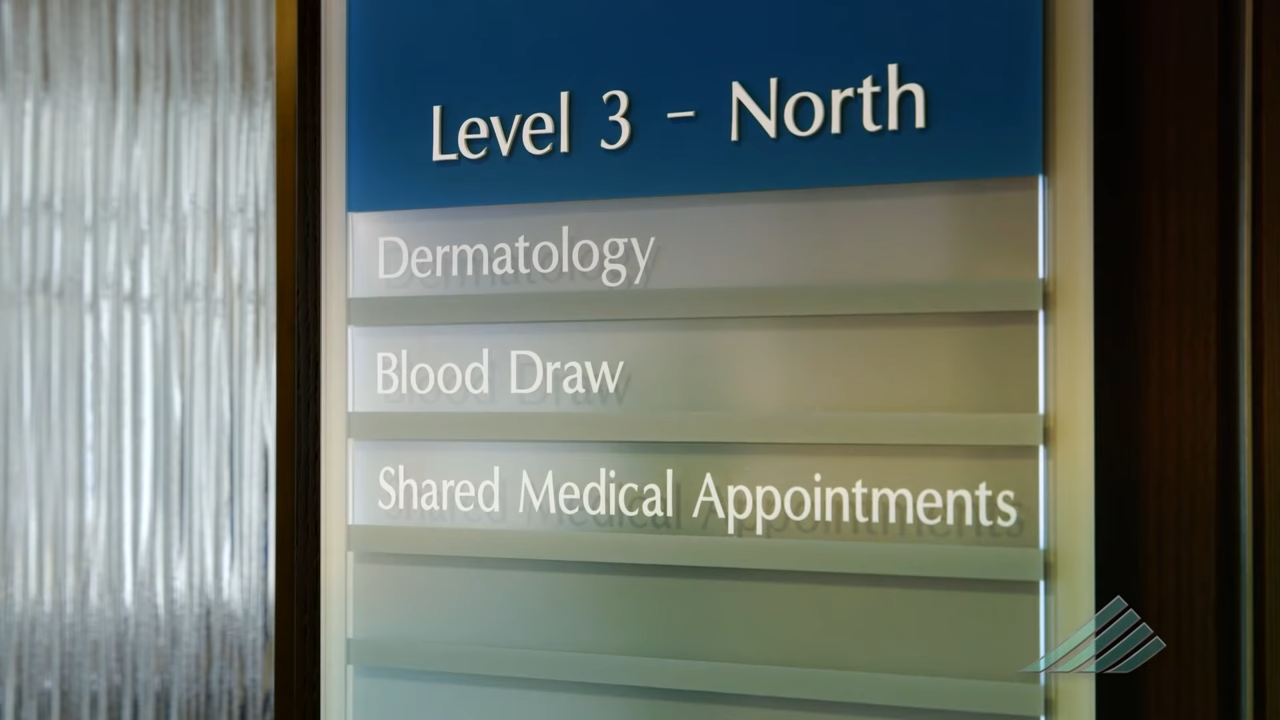 Level 3 – North
Dermatology
Blood Draw
Shared Medical Appointments